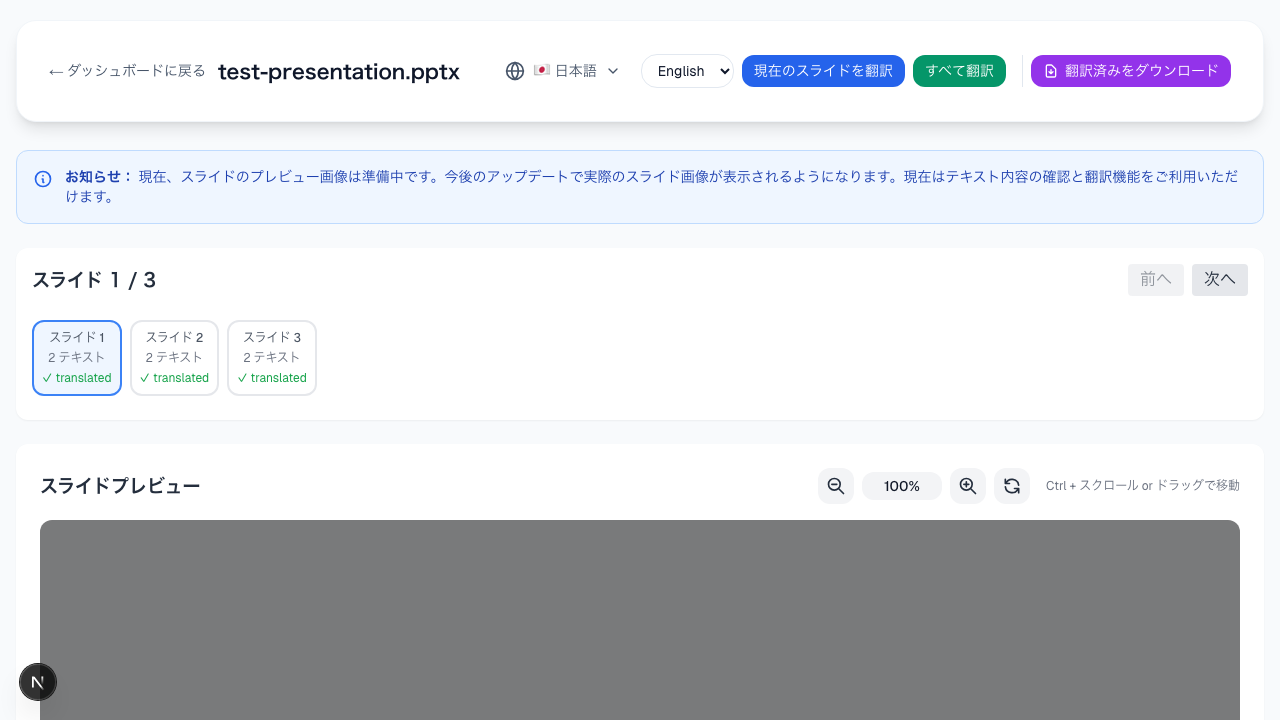 ← ダッシュボードに戻る
test-presentation.pptx
日本語
English
現在のスライドを翻訳
すべて翻訳
翻訳済みをダウンロード
お知らせ： 現在、スライドのプレビュー画像は準備中です。今後のアップデートで実際のスライド画像が表示されるようになります。現在はテキスト内容の確認と翻訳機能をご利用いただ
けます。
スライド 1 / 3
前へ
次へ
スライド 1
2 テキスト
✓ translated
スライド 2
2 テキスト
✓ translated
スライド 3
2 テキスト
✓ translated
スライドプレビュー
100%
Ctrl + スクロール or ドラッグで移動
N